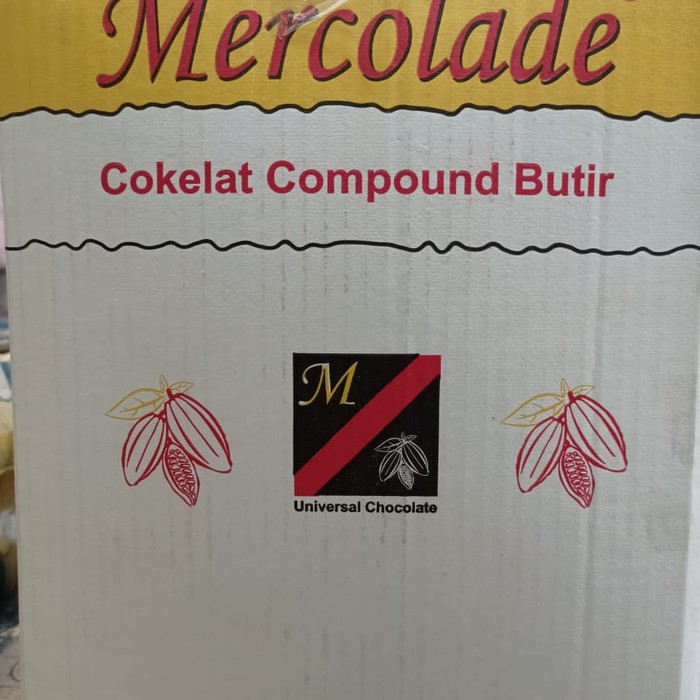 Mercolade
Cokelat Compound Butir
M
Universal Chocolate